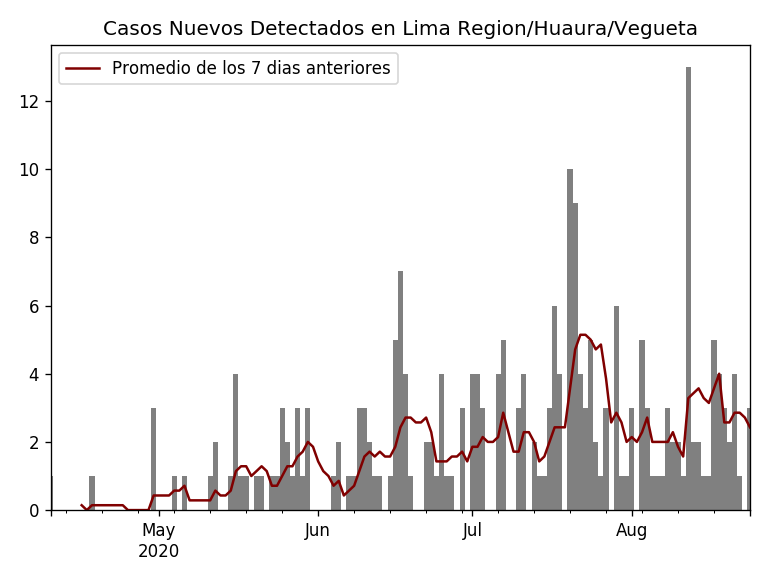 Casos Nuevos Detectados en Lima Region/Huaura/Vegueta
Promedio de los 7 dias anteriores
12
10
8
6
4
2
0
May Jun Jul Aug
2020